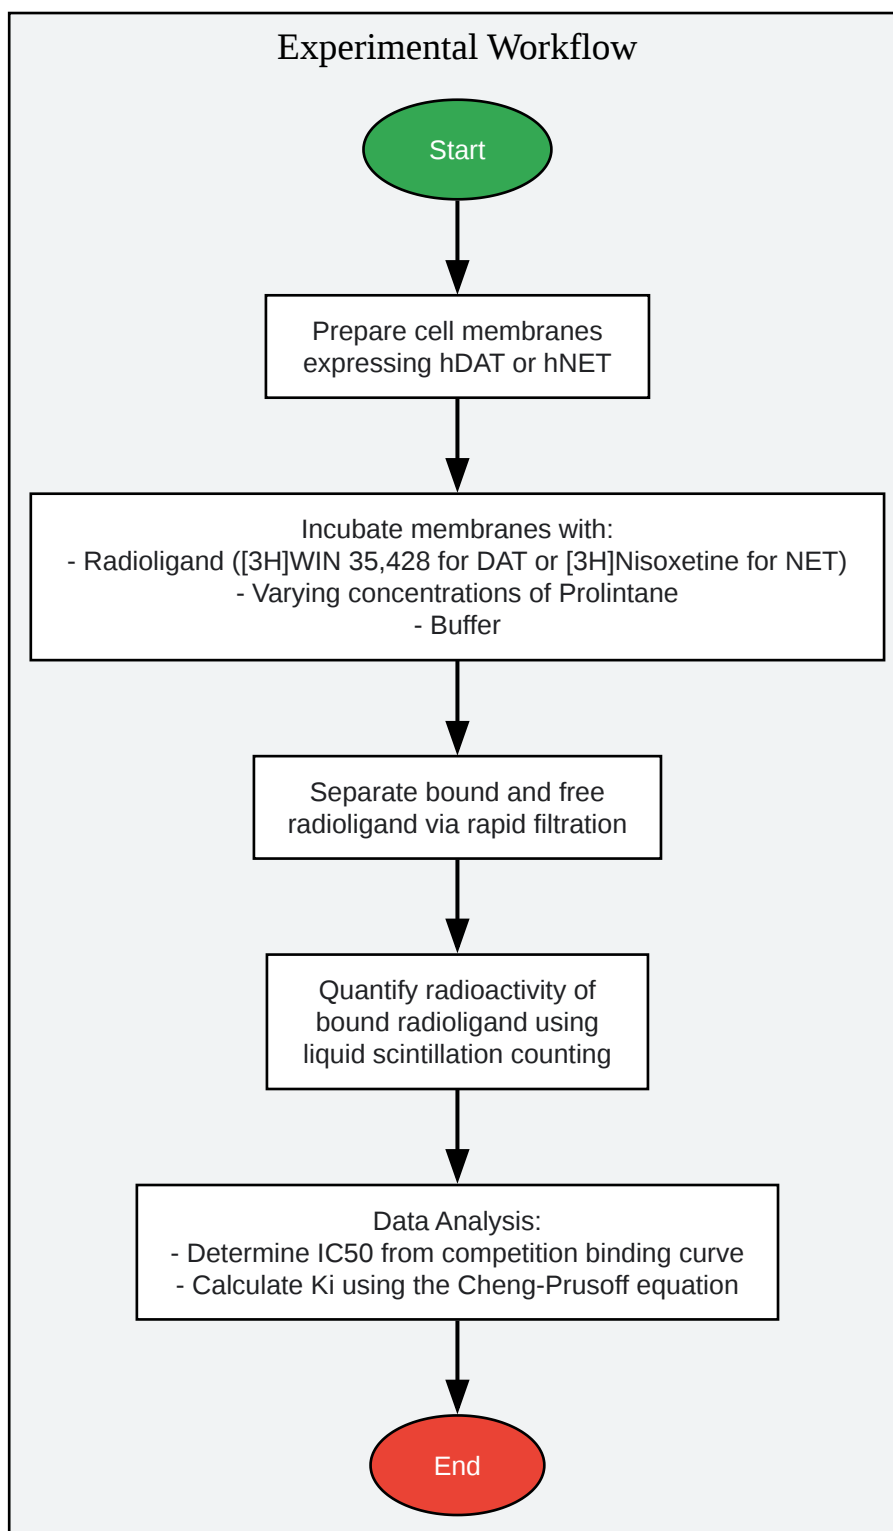 Experimental Workflow
Start
Prepare cell membranes
expressing hDAT or hNET
Incubate membranes with:
- Radioligand ([3H]WIN 35,428 for DAT or [3H]Nisoxetine for NET)
- Varying concentrations of Prolintane
- Buffer
Separate bound and free
radioligand via rapid filtration
Quantify radioactivity of
bound radioligand using
liquid scintillation counting
Data Analysis:
- Determine IC50 from competition binding curve
- Calculate Ki using the Cheng-Prusoff equation
End